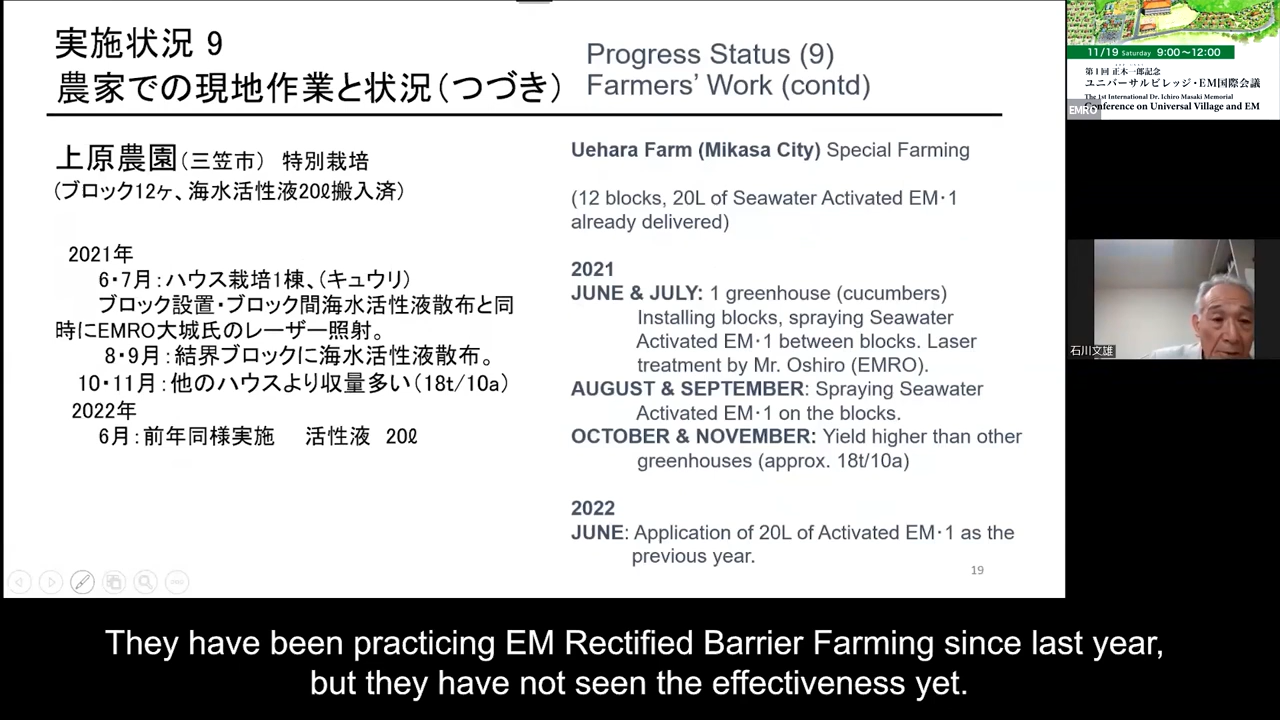 実施状況 9
農家での現地作業と状況(つづき)
Progress Status (9)
Farmers’ Work (contd)
上原農園(三笠市) 特別栽培
(ブロック12ヶ、海水活性液20ℓ搬入済)
2021年
6・7月:ハウス栽培1棟、(キュウリ)
ブロック設置・ブロック間海水活性液散布と同
時にEMRO大城氏のレーザー照射。
8・9月:結界ブロックに海水活性液散布。
10・11月:他のハウスより収量多い(18t/10a)
2022年
6月:前年同様実施 活性液 20ℓ
Uehara Farm (Mikasa City) Special Farming
(12 blocks, 20L of Seawater Activated EM・1
already delivered)
2021
JUNE & JULY: 1 greenhouse (cucumbers)
Installing blocks, spraying Seawater
Activated EM・1 between blocks. Laser
treatment by Mr. Oshiro (EMRO).
AUGUST & SEPTEMBER: Spraying Seawater
Activated EM・1 on the blocks.
OCTOBER & NOVEMBER: Yield higher than other
greenhouses (approx. 18t/10a)
2022
JUNE: Application of 20L of Activated EM・1 as the
previous year.
19
11/19 Saturday 9:00~12:00
第1回 正木一郎記念
ユニバーサルビレッジ・EM国際会議
The 1st International Dr. Ichiro Masaki Memorial
Conference on Universal Village and EM
EMRO
石川文雄
They have been practicing EM Rectified Barrier Farming since last year,
but they have not seen the effectiveness yet.